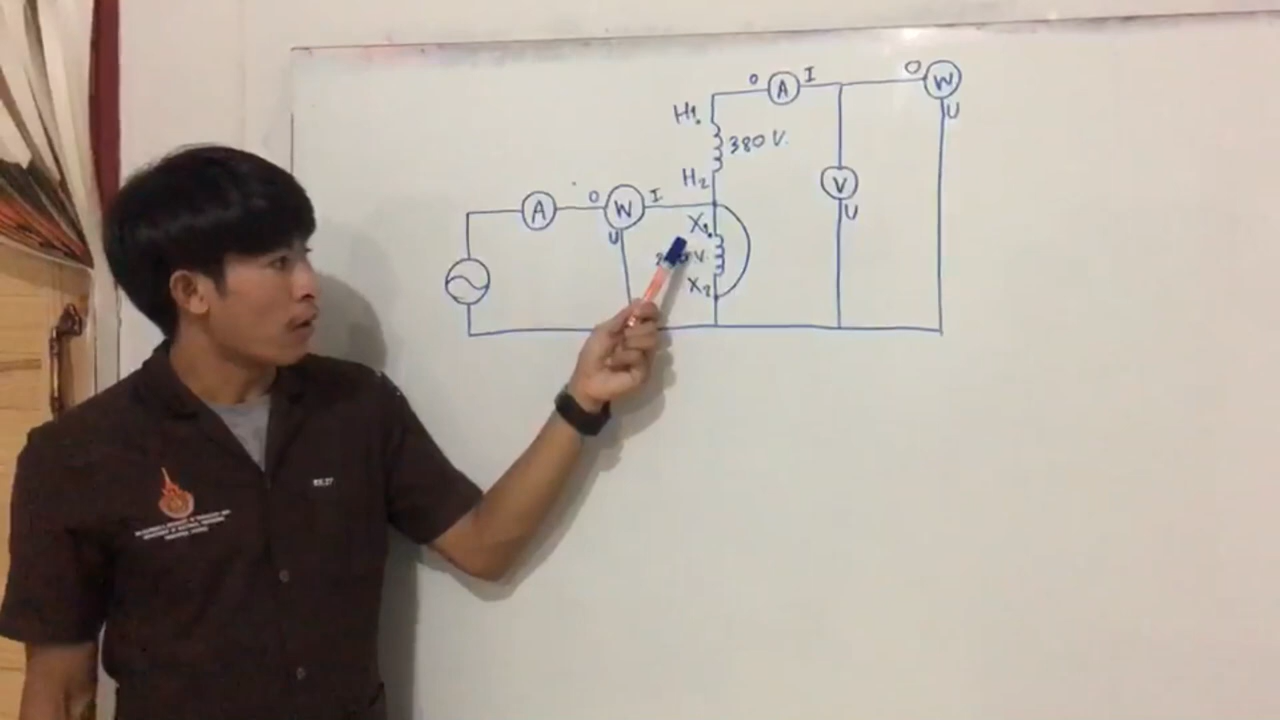 O A I O W
U
H1.
380 V.
H2
A O W I
U
X1.
V
U
V.
X2